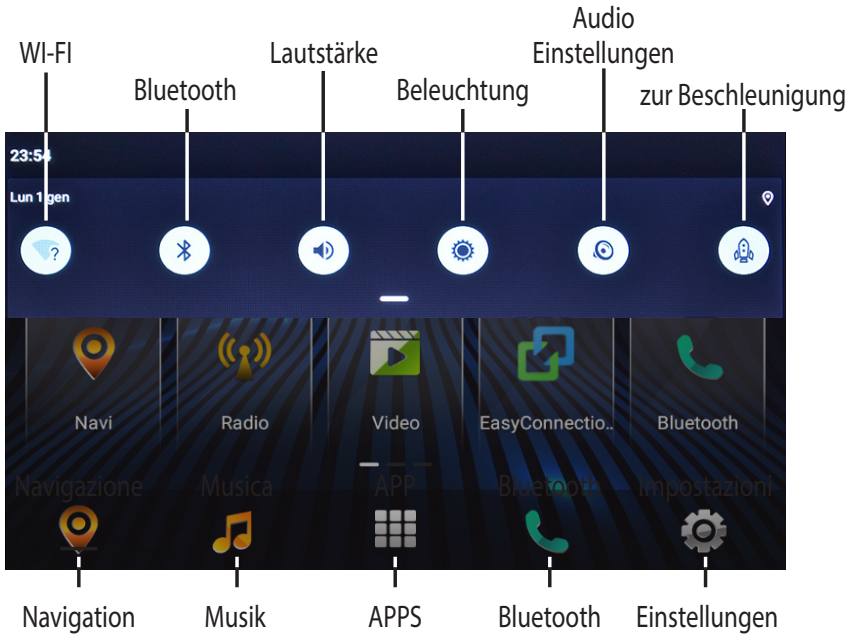 Audio
WI-FI Lautstärke Einstellungen
Bluetooth Beleuchtung zur Beschleunigung
23:54
Lun 1 gen
?
Navi Radio Video EasyConnectio.. Bluetooth
Navigazione Musica APP Bluetooth Impostazioni
Navigation Musik APPS Bluetooth Einstellungen